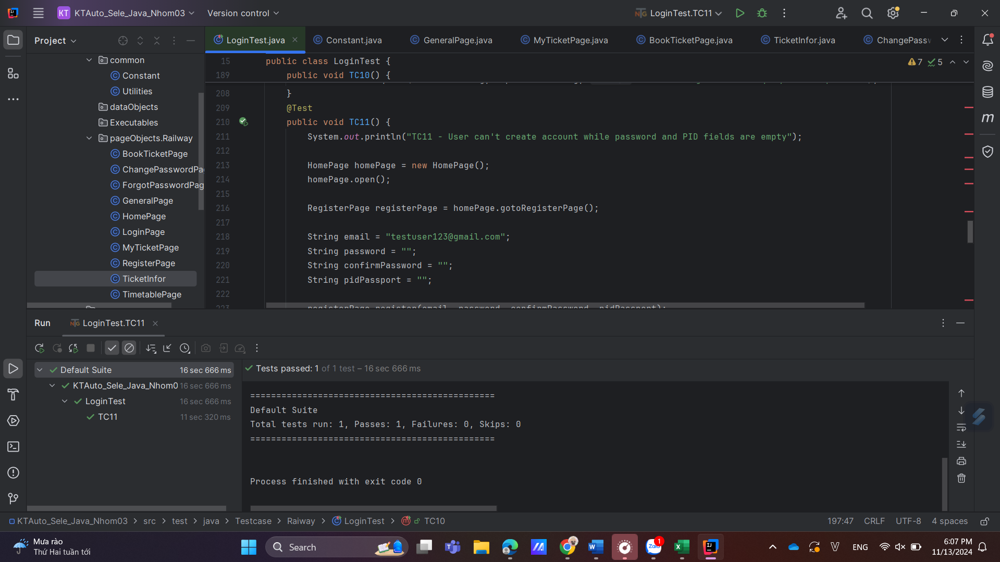 KT KTAuto_Sele_Java_Nhom03 Version control LoginTest.TC11
Project
LoginTest.java Constant.java GeneralPage.java MyTicketPage.java BookTicketPage.java TicketInfor.java ChangePassw
common
Constant
Utilities
dataObjects
Executables
pageObjects.Railway
BookTicketPage
ChangePasswordPa
ForgotPasswordPag
GeneralPage
HomePage
LoginPage
MyTicketPage
RegisterPage
TicketInfor
TimetablePage
7 5
15 public class LoginTest {
189 public void TC10() {
208 }
209 @Test
210 public void TC11() {
211 System.out.println("TC11 - User can't create account while password and PID fields are empty");
212
213 HomePage homePage = new HomePage();
214 homePage.open();
215
216 RegisterPage registerPage = homePage.gotoRegisterPage();
217
218 String email = "testuser123@gmail.com";
219 String password = "";
220 String confirmPassword = "";
221 String pidPassport = "";
222
223 registerPage.register(email, password, confirmPassword, pidPassport);
Run LoginTest.TC11
Default Suite 16 sec 666 ms
KTAuto_Sele_Java_Nhom0 16 sec 666 ms
LoginTest 16 sec 666 ms
TC11 11 sec 320 ms
Tests passed: 1 of 1 test – 16 sec 666 ms
===============================================
Default Suite
Total tests run: 1, Passes: 1, Failures: 0, Skips: 0
===============================================
Process finished with exit code 0
KTAuto_Sele_Java_Nhom03 > src > test > java > Testcase > Raiway > LoginTest > TC10
197:47 CRLF UTF-8 4 spaces
Mưa rào
Thứ Hai tuần tới
Search
Zalo
1
ENG
6:07 PM
11/13/2024